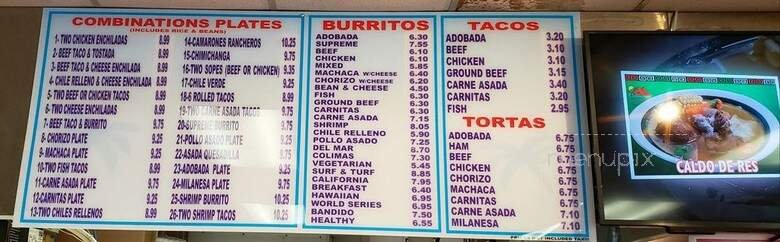 COMBINATIONS PLATES
(INCLUDES RICE & BEANS)
1- TWO CHICKEN ENCHILADAS 8.99
2- BEEF TACO & TOSTADA 8.99
3- BEEF TACO & CHEESE ENCHILADA 8.99
4- CHILE RELLENO & CHEESE ENCHILADA 8.99
5- TWO BEEF OR CHICKEN TACOS 8.99
6- TWO CHEESE ENCHILADAS 8.99
7- BEEF TACO & BURRITO 9.75
8- CHORIZO PLATE 9.25
9- MACHACA PLATE 9.25
10- TWO FISH TACOS 8.99
11- CARNE ASADA PLATE 9.75
12-CARNITAS PLATE 9.25
13-TWO CHILES RELLENOS 8.99
14-CAMARONES RANCHEROS 10.25
15-CHIMICHANGA 9.75
16-TWO SOPES (BEEF OR CHICKEN) 9.35
17-CHILE VERDE 9.25
18-6 ROLLED TACOS 8.99
19-TWO CARNE ASADA TACOS 9.75
20-SUPREME BURRITO 9.75
21-POLLO ASADO PLATE 9.25
22-ASADA QUESADILLA 9.75
23-ADOBADA PLATE 9.25
24-MILANESA PLATE 9.75
25-SHRIMP BURRITO 10.25
26-TWO SHRIMP TACOS 10.25
BURRITOS
ADOBADA 6.30
SUPREME 7.55
BEEF 6.10
CHICKEN 6.10
MIXED 6.85
MACHACA W/CHEESE 6.40
CHORIZO W/CHEESE 6.20
BEAN & CHEESE 4.50
FISH 6.30
GROUND BEEF 6.30
CARNITAS 6.30
CARNE ASADA 7.15
SHRIMP 8.05
CHILE RELLENO 5.90
POLLO ASADO 7.25
DEL MAR 8.70
COLIMAS 7.30
VEGETARIAN 5.45
SURF & TURF 8.85
CALIFORNIA 7.95
BREAKFAST 6.40
HAWAIIAN 6.95
WORLD SERIES 6.95
BANDIDO 7.50
HEALTHY 6.55
TACOS
ADOBADA 3.20
BEEF 3.10
CHICKEN 3.10
GROUND BEEF 3.15
CARNE ASADA 3.40
CARNITAS 3.20
FISH 2.95
TORTAS
ADOBADA 6.75
HAM 6.75
BEEF 6.75
CHICKEN 6.75
CHORIZO 6.75
MACHACA 6.75
CARNITAS 6.75
CARNE ASADA 7.10
MILANESA 7.10
CALDO DE RES
menupix